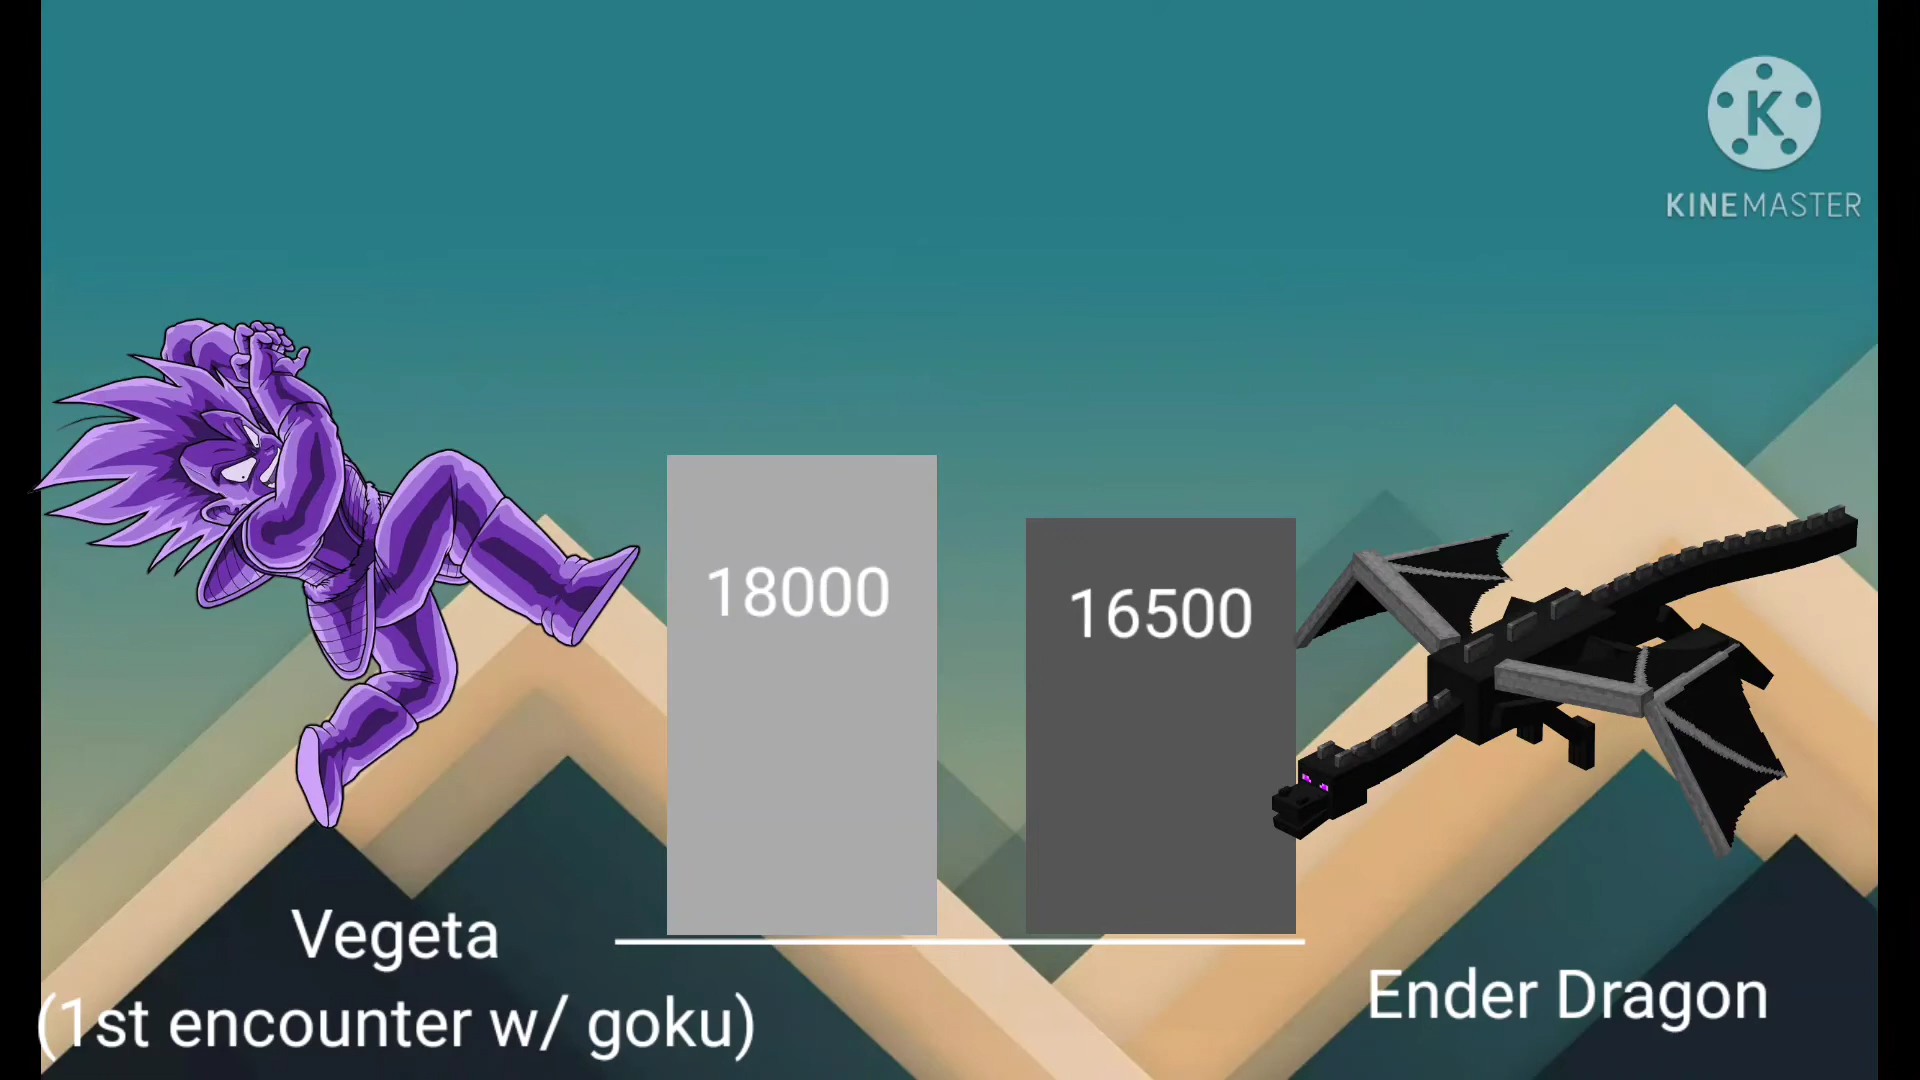 K
KINEMASTER
18000
16500
Vegeta
(1st encounter w/ goku)
Ender Dragon